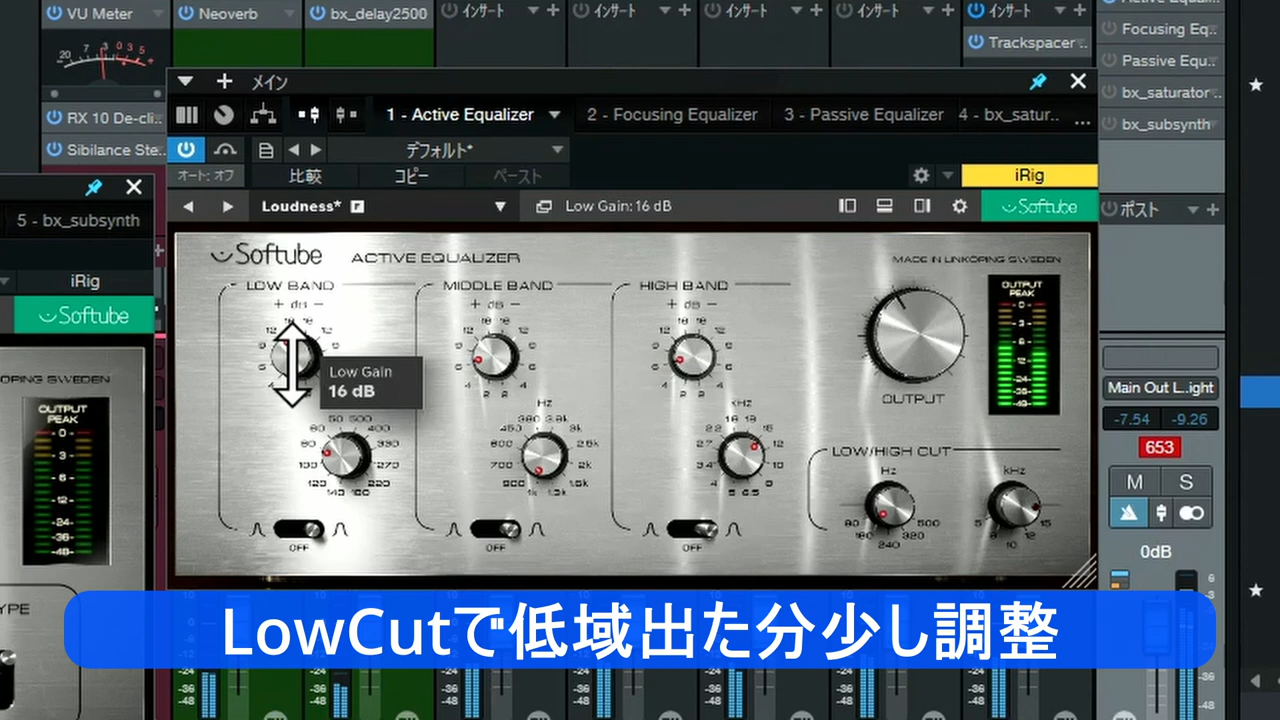 VU Meter
Neoverb
bx_delay2500
インサート
インサート
インサート
インサート
インサート
Trackspacer..
Focusing Eq..
Passive Equ..
bx_saturator..
bx_subsynth
RX 10 De-cli..
Sibilance Ste..
メイン
1 - Active Equalizer
2 - Focusing Equalizer
3 - Passive Equalizer
4 - bx_satur..
...
デフォルト*
オート: オフ
比較
コピー
ペースト
iRig
Loudness*
Low Gain: 16 dB
Softube
ポスト
5 - bx_subsynth
iRig
Softube
Softube
ACTIVE EQUALIZER
MADE IN LINKÖPING SWEDEN
LOW BAND
MIDDLE BAND
HIGH BAND
+ dB -
+ dB -
+ dB -
OUTPUT
PEAK
Low Gain
16 dB
OUTPUT
Hz
kHz
LOW/HIGH CUT
Hz
kHz
OFF
OFF
OFF
OUTPUT
PEAK
Main Out L..ight
-7.54
-9.26
653
M
S
0dB
LowCutで低域出た分少し調整